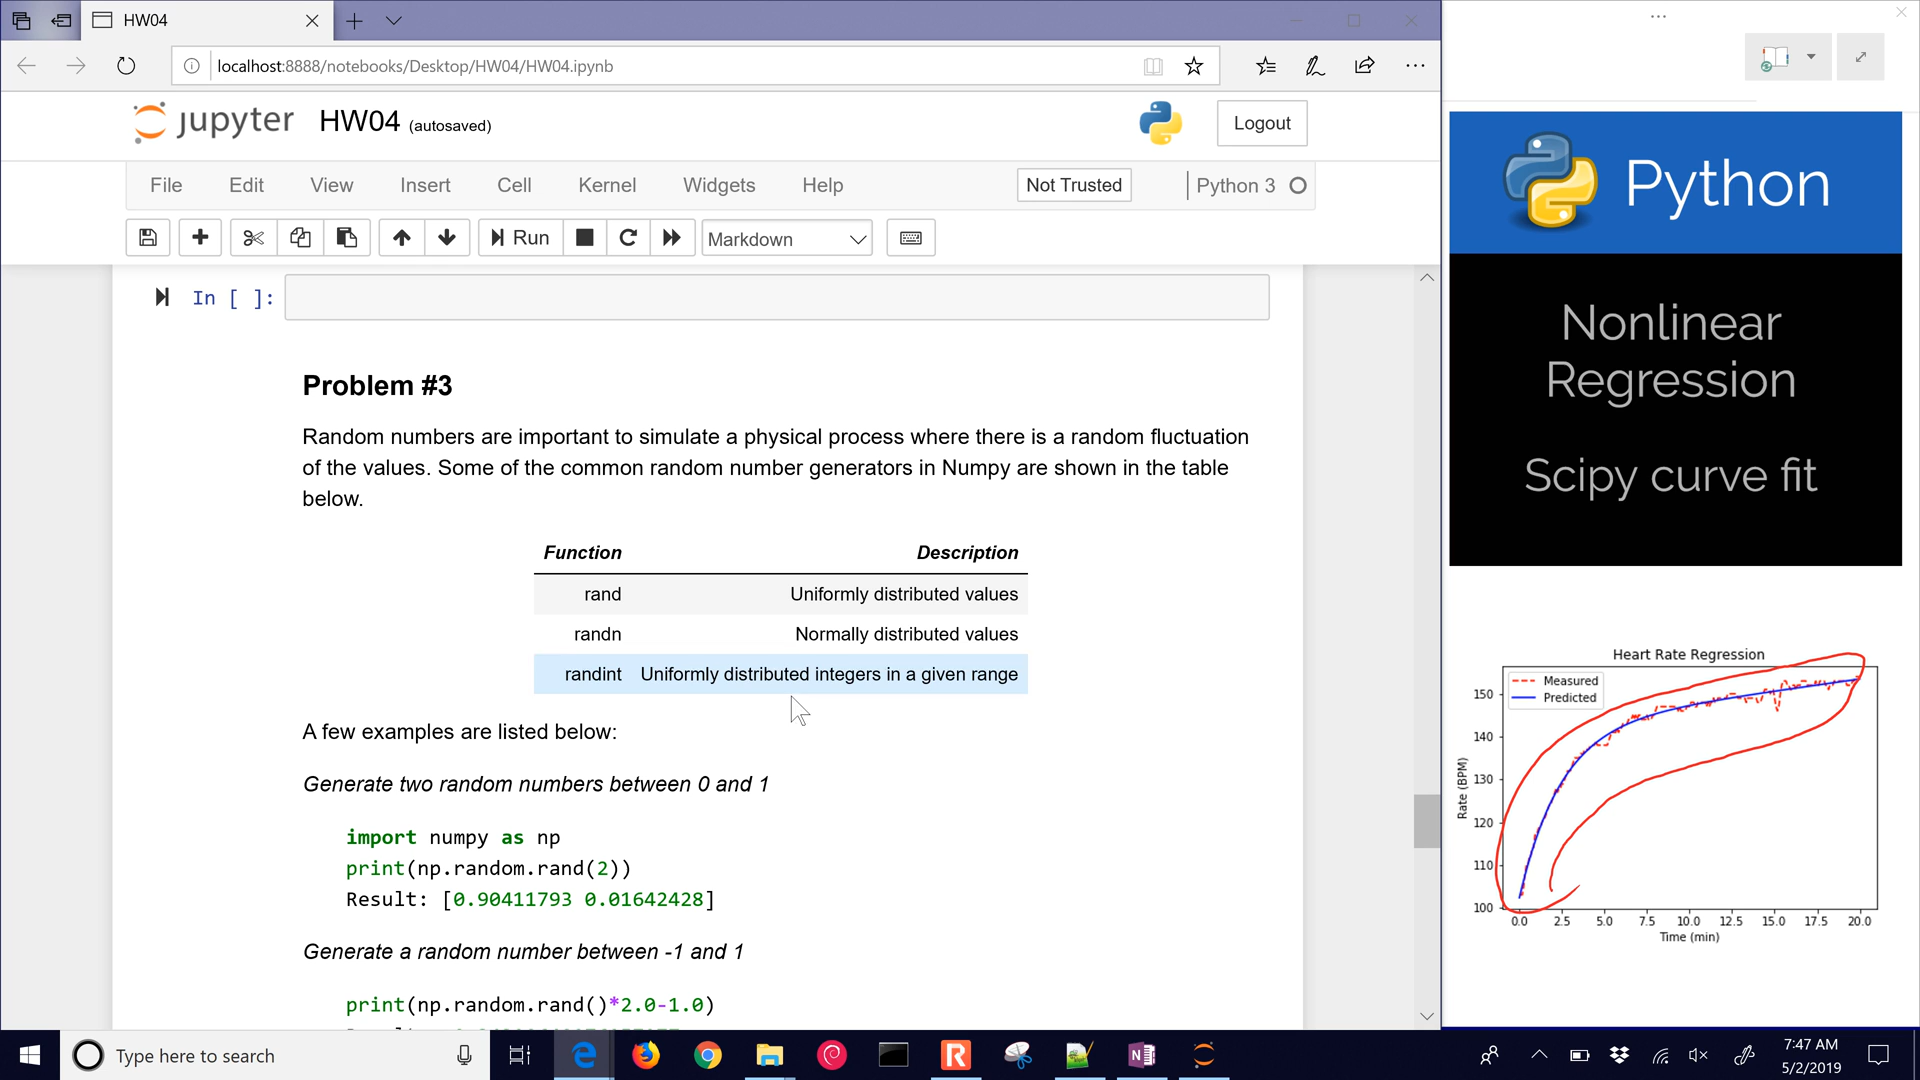 HW04
localhost:8888/notebooks/Desktop/HW04/HW04.ipynb
jupyter HW04 (autosaved)
Logout
File Edit View Insert Cell Kernel Widgets Help
Not Trusted
Python 3
Run
Markdown
In [ ]:
Problem #3
Random numbers are important to simulate a physical process where there is a random fluctuation
of the values. Some of the common random number generators in Numpy are shown in the table
below.
Function Description
rand Uniformly distributed values
randn Normally distributed values
randint Uniformly distributed integers in a given range
A few examples are listed below:
Generate two random numbers between 0 and 1
import numpy as np
print(np.random.rand(2))
Result: [0.90411793 0.01642428]
Generate a random number between -1 and 1
print(np.random.rand()*2.0-1.0)
Python
Nonlinear
Regression
Scipy curve fit
Heart Rate Regression
Measured
Predicted
150
140
130
120
110
100
Rate (BPM)
0.0 2.5 5.0 7.5 10.0 12.5 15.0 17.5 20.0
Time (min)
Type here to search
7:47 AM
5/2/2019